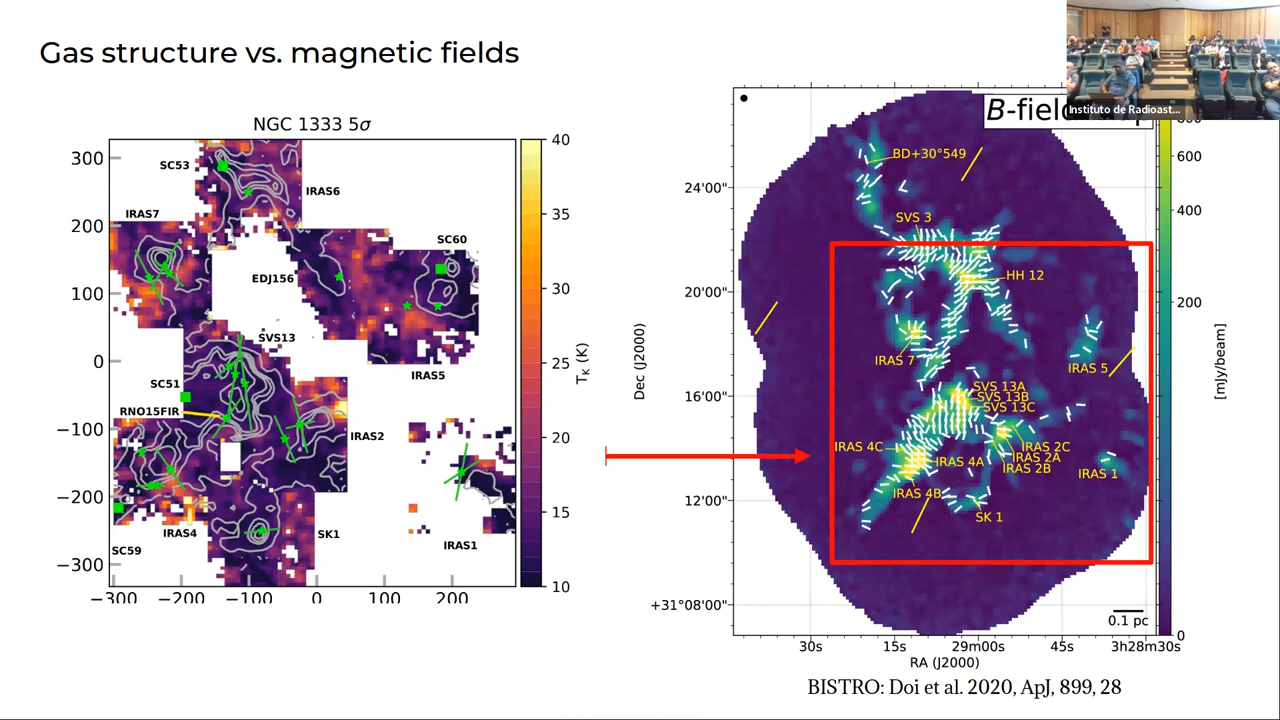 Gas structure vs. magnetic fields
Instituto de Radioast...
NGC 1333 5σ
300
200
100
0
−100
−200
−300
−300
−200
−100
0
100
200
SC53
IRAS6
IRAS7
SC60
EDJ156
SVS13
IRAS5
SC51
RNO15FIR
IRAS2
IRAS4
SK1
SC59
IRAS1
40
35
30
25
20
15
10
T_K (K)
B-fiel
BD+30°549
SVS 3
HH 12
IRAS 7
IRAS 5
SVS 13A
SVS 13B
SVS 13C
IRAS 4C
IRAS 2C
IRAS 4A
IRAS 2A
IRAS 2B
IRAS 1
IRAS 4B
SK 1
0.1 pc
Dec (J2000)
24'00"
20'00"
16'00"
12'00"
+31°08'00"
30s
15s
29m00s
45s
3h28m30s
RA (J2000)
600
400
200
0
[mJy/beam]
BISTRO: Doi et al. 2020, ApJ, 899, 28